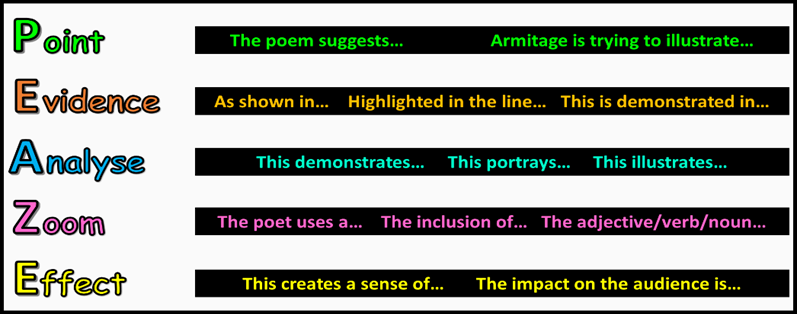 Point
The poem suggests... Armitage is trying to illustrate...
Evidence
As shown in... Highlighted in the line... This is demonstrated in...
Analyse
This demonstrates... This portrays... This illustrates...
Zoom
The poet uses a... The inclusion of... The adjective/verb/noun...
Effect
This creates a sense of... The impact on the audience is...